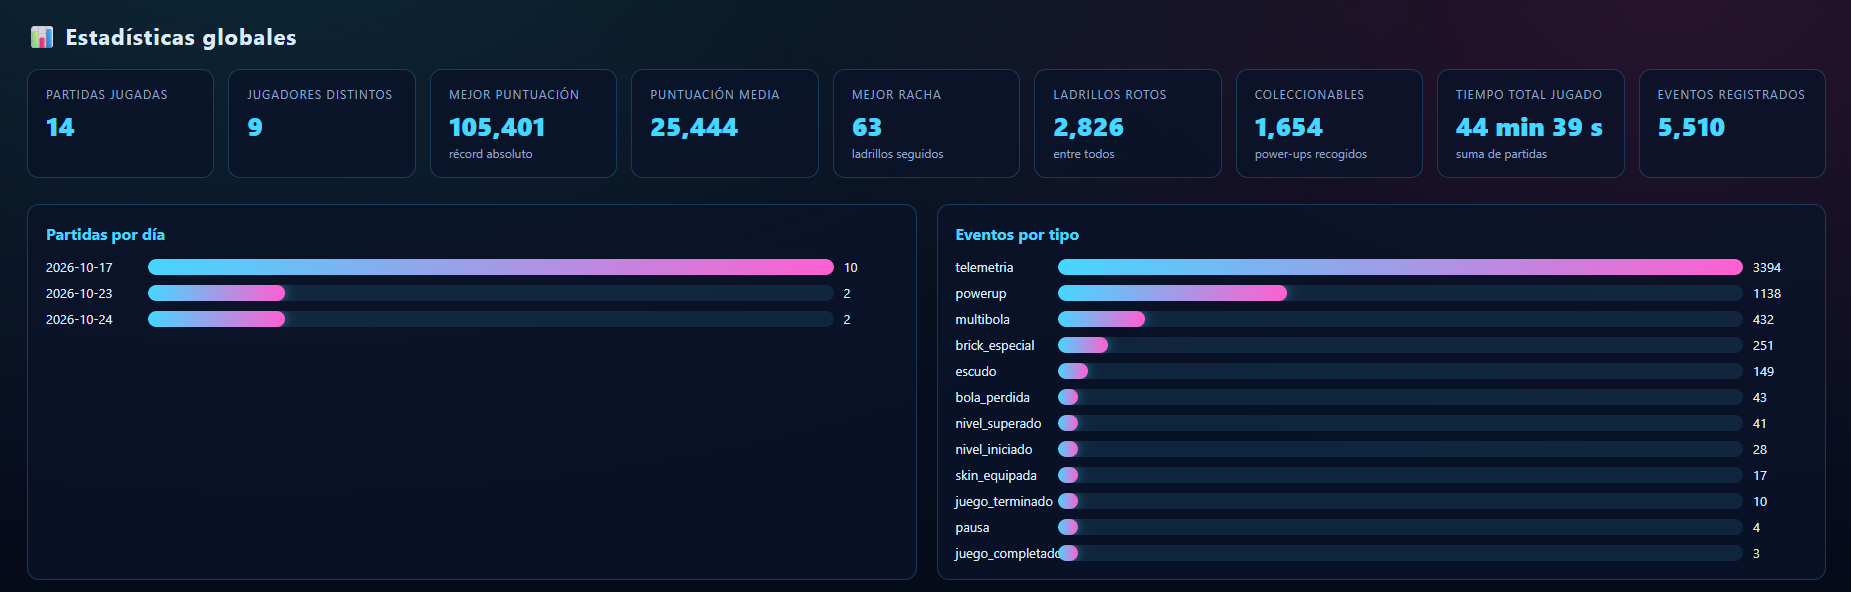 Estadísticas globales
PARTIDAS JUGADAS
14
JUGADORES DISTINTOS
9
MEJOR PUNTUACIÓN
105,401
récord absoluto
PUNTUACIÓN MEDIA
25,444
MEJOR RACHA
63
ladrillos seguidos
LADRILLOS ROTOS
2,826
entre todos
COLECCIONABLES
1,654
power-ups recogidos
TIEMPO TOTAL JUGADO
44 min 39 s
suma de partidas
EVENTOS REGISTRADOS
5,510
Partidas por día
2026-10-17 10
2026-10-23 2
2026-10-24 2
Eventos por tipo
telemetria 3394
powerup 1138
multibola 432
brick_especial 251
escudo 149
bola_perdida 43
nivel_superado 41
nivel_iniciado 28
skin_equipada 17
juego_terminado 10
pausa 4
juego_completado 3